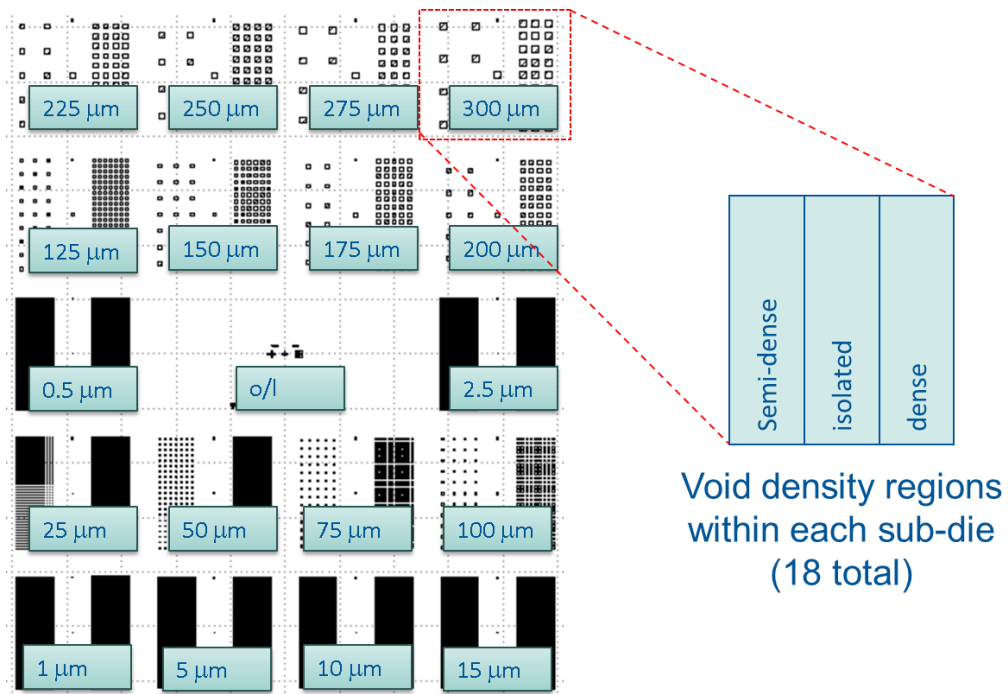 225 μm
250 μm
275 μm
300 μm
125 μm
150 μm
175 μm
200 μm
0.5 μm
o/l
2.5 μm
25 μm
50 μm
75 μm
100 μm
1 μm
5 μm
10 μm
15 μm
Semi-dense
isolated
dense
Void density regions
within each sub-die
(18 total)